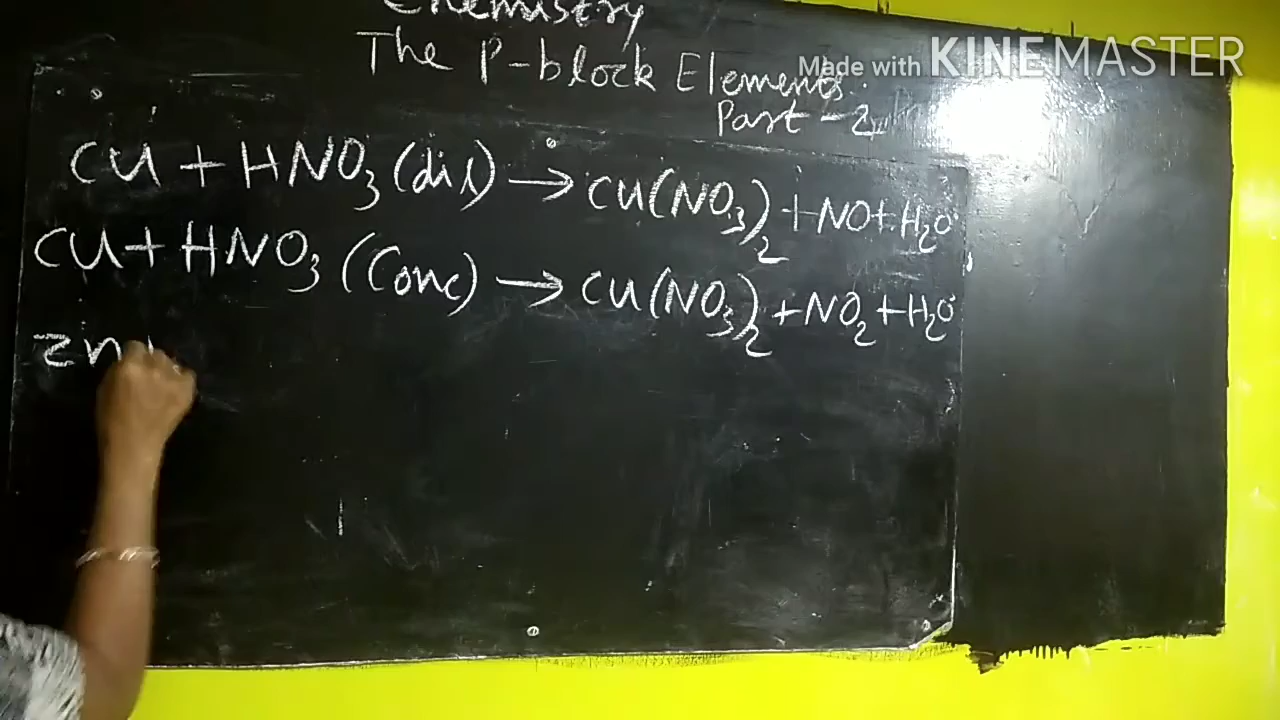 Chemistry
The P-block Elements.
Part-2
Made with KINEMASTER
Cu + HNO3 (dil) → Cu(NO3)2 + NO + H2O
Cu + HNO3 (Conc) → Cu(NO3)2 + NO2 + H2O
Zn